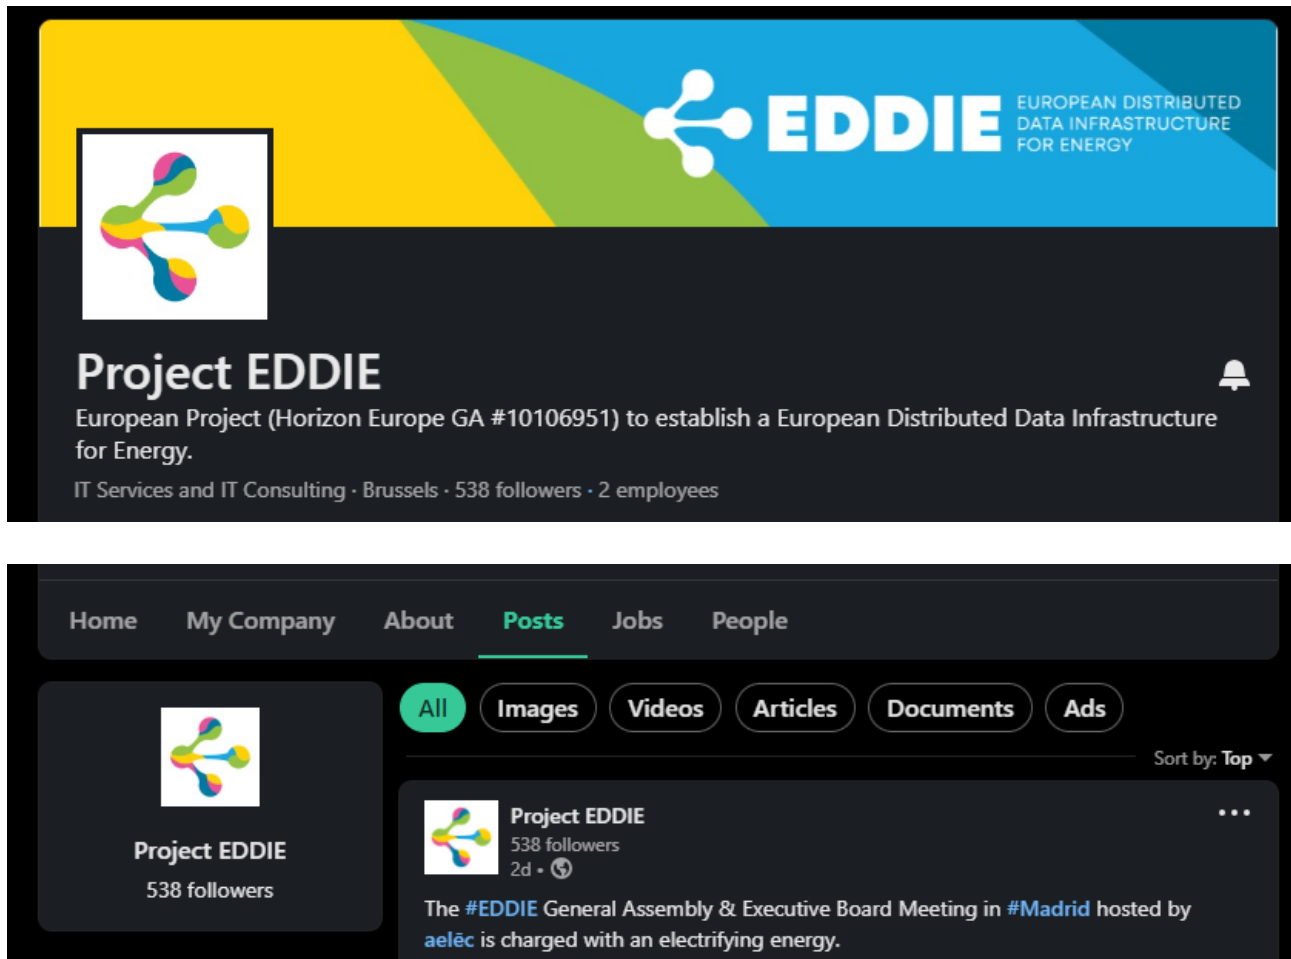 EDDIE
EUROPEAN DISTRIBUTED
DATA INFRASTRUCTURE
FOR ENERGY
Project EDDIE
European Project (Horizon Europe GA #10106951) to establish a European Distributed Data Infrastructure
for Energy.
IT Services and IT Consulting · Brussels · 538 followers · 2 employees
Home My Company About Posts Jobs People
All Images Videos Articles Documents Ads
Sort by: Top
Project EDDIE
538 followers
Project EDDIE
538 followers
2d •
The #EDDIE General Assembly & Executive Board Meeting in #Madrid hosted by
aelēc is charged with an electrifying energy.